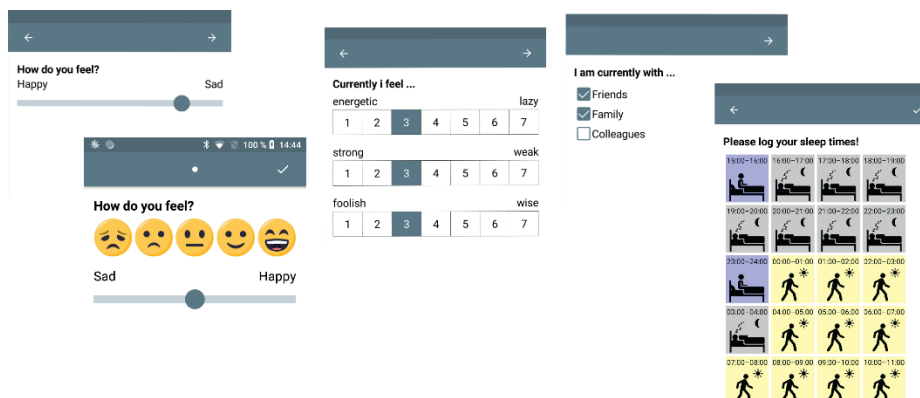 How do you feel?
Happy Sad
100 % 14:44
How do you feel?
Sad Happy
Currently i feel ...
energetic lazy
1 2 3 4 5 6 7
strong weak
1 2 3 4 5 6 7
foolish wise
1 2 3 4 5 6 7
I am currently with ...
Friends
Family
Colleagues
Please log your sleep times!
15:00–16:00 16:00–17:00 17:00–18:00 18:00–19:00
19:00–20:00 20:00–21:00 21:00–22:00 22:00–23:00
23:00–24:00 00:00–01:00 01:00–02:00 02:00–03:00
03:00–04:00 04:00–05:00 05:00–06:00 06:00–07:00
07:00–08:00 08:00–09:00 09:00–10:00 10:00–11:00